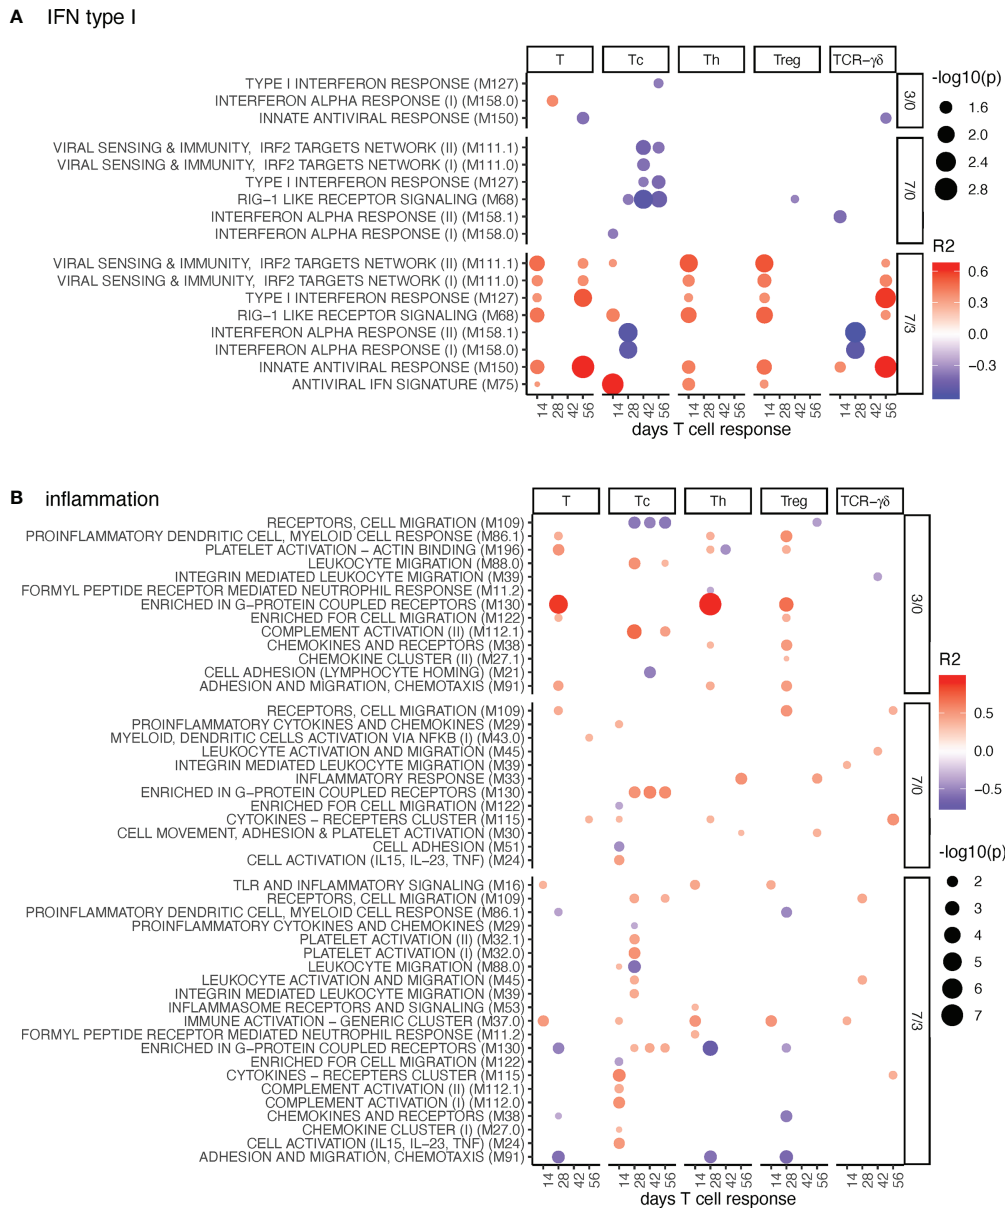 A IFN type I
T Tc Th Treg TCR−γδ
TYPE I INTERFERON RESPONSE (M127)
INTERFERON ALPHA RESPONSE (I) (M158.0)
INNATE ANTIVIRAL RESPONSE (M150)
3/0
VIRAL SENSING & IMMUNITY, IRF2 TARGETS NETWORK (II) (M111.1)
VIRAL SENSING & IMMUNITY, IRF2 TARGETS NETWORK (I) (M111.0)
TYPE I INTERFERON RESPONSE (M127)
RIG−1 LIKE RECEPTOR SIGNALING (M68)
INTERFERON ALPHA RESPONSE (II) (M158.1)
INTERFERON ALPHA RESPONSE (I) (M158.0)
7/0
VIRAL SENSING & IMMUNITY, IRF2 TARGETS NETWORK (II) (M111.1)
VIRAL SENSING & IMMUNITY, IRF2 TARGETS NETWORK (I) (M111.0)
TYPE I INTERFERON RESPONSE (M127)
RIG−1 LIKE RECEPTOR SIGNALING (M68)
INTERFERON ALPHA RESPONSE (II) (M158.1)
INTERFERON ALPHA RESPONSE (I) (M158.0)
INNATE ANTIVIRAL RESPONSE (M150)
ANTIVIRAL IFN SIGNATURE (M75)
7/3
14 28 42 56 14 28 42 56 14 28 42 56 14 28 42 56 14 28 42 56
days T cell response
-log10(p)
1.6
2.0
2.4
2.8
R2
0.6
0.3
0.0
−0.3
B inflammation
T Tc Th Treg TCR−γδ
RECEPTORS, CELL MIGRATION (M109)
PROINFLAMMATORY DENDRITIC CELL, MYELOID CELL RESPONSE (M86.1)
PLATELET ACTIVATION − ACTIN BINDING (M196)
LEUKOCYTE MIGRATION (M88.0)
INTEGRIN MEDIATED LEUKOCYTE MIGRATION (M39)
FORMYL PEPTIDE RECEPTOR MEDIATED NEUTROPHIL RESPONSE (M11.2)
ENRICHED IN G−PROTEIN COUPLED RECEPTORS (M130)
ENRICHED FOR CELL MIGRATION (M122)
COMPLEMENT ACTIVATION (II) (M112.1)
CHEMOKINES AND RECEPTORS (M38)
CHEMOKINE CLUSTER (II) (M27.1)
CELL ADHESION (LYMPHOCYTE HOMING) (M21)
ADHESION AND MIGRATION, CHEMOTAXIS (M91)
3/0
RECEPTORS, CELL MIGRATION (M109)
PROINFLAMMATORY CYTOKINES AND CHEMOKINES (M29)
MYELOID, DENDRITIC CELLS ACTIVATION VIA NFKB (I) (M43.0)
LEUKOCYTE ACTIVATION AND MIGRATION (M45)
INTEGRIN MEDIATED LEUKOCYTE MIGRATION (M39)
INFLAMMATORY RESPONSE (M33)
ENRICHED IN G−PROTEIN COUPLED RECEPTORS (M130)
ENRICHED FOR CELL MIGRATION (M122)
CYTOKINES − RECEPTERS CLUSTER (M115)
CELL MOVEMENT, ADHESION & PLATELET ACTIVATION (M30)
CELL ADHESION (M51)
CELL ACTIVATION (IL15, IL−23, TNF) (M24)
7/0
TLR AND INFLAMMATORY SIGNALING (M16)
RECEPTORS, CELL MIGRATION (M109)
PROINFLAMMATORY DENDRITIC CELL, MYELOID CELL RESPONSE (M86.1)
PROINFLAMMATORY CYTOKINES AND CHEMOKINES (M29)
PLATELET ACTIVATION (II) (M32.1)
PLATELET ACTIVATION (I) (M32.0)
LEUKOCYTE MIGRATION (M88.0)
LEUKOCYTE ACTIVATION AND MIGRATION (M45)
INTEGRIN MEDIATED LEUKOCYTE MIGRATION (M39)
INFLAMMASOME RECEPTORS AND SIGNALING (M53)
IMMUNE ACTIVATION − GENERIC CLUSTER (M37.0)
FORMYL PEPTIDE RECEPTOR MEDIATED NEUTROPHIL RESPONSE (M11.2)
ENRICHED IN G−PROTEIN COUPLED RECEPTORS (M130)
ENRICHED FOR CELL MIGRATION (M122)
CYTOKINES − RECEPTERS CLUSTER (M115)
COMPLEMENT ACTIVATION (II) (M112.1)
COMPLEMENT ACTIVATION (I) (M112.0)
CHEMOKINES AND RECEPTORS (M38)
CHEMOKINE CLUSTER (I) (M27.0)
CELL ACTIVATION (IL15, IL−23, TNF) (M24)
ADHESION AND MIGRATION, CHEMOTAXIS (M91)
7/3
14 28 42 56 14 28 42 56 14 28 42 56 14 28 42 56 14 28 42 56
days T cell response
R2
0.5
0.0
−0.5
-log10(p)
2
3
4
5
6
7